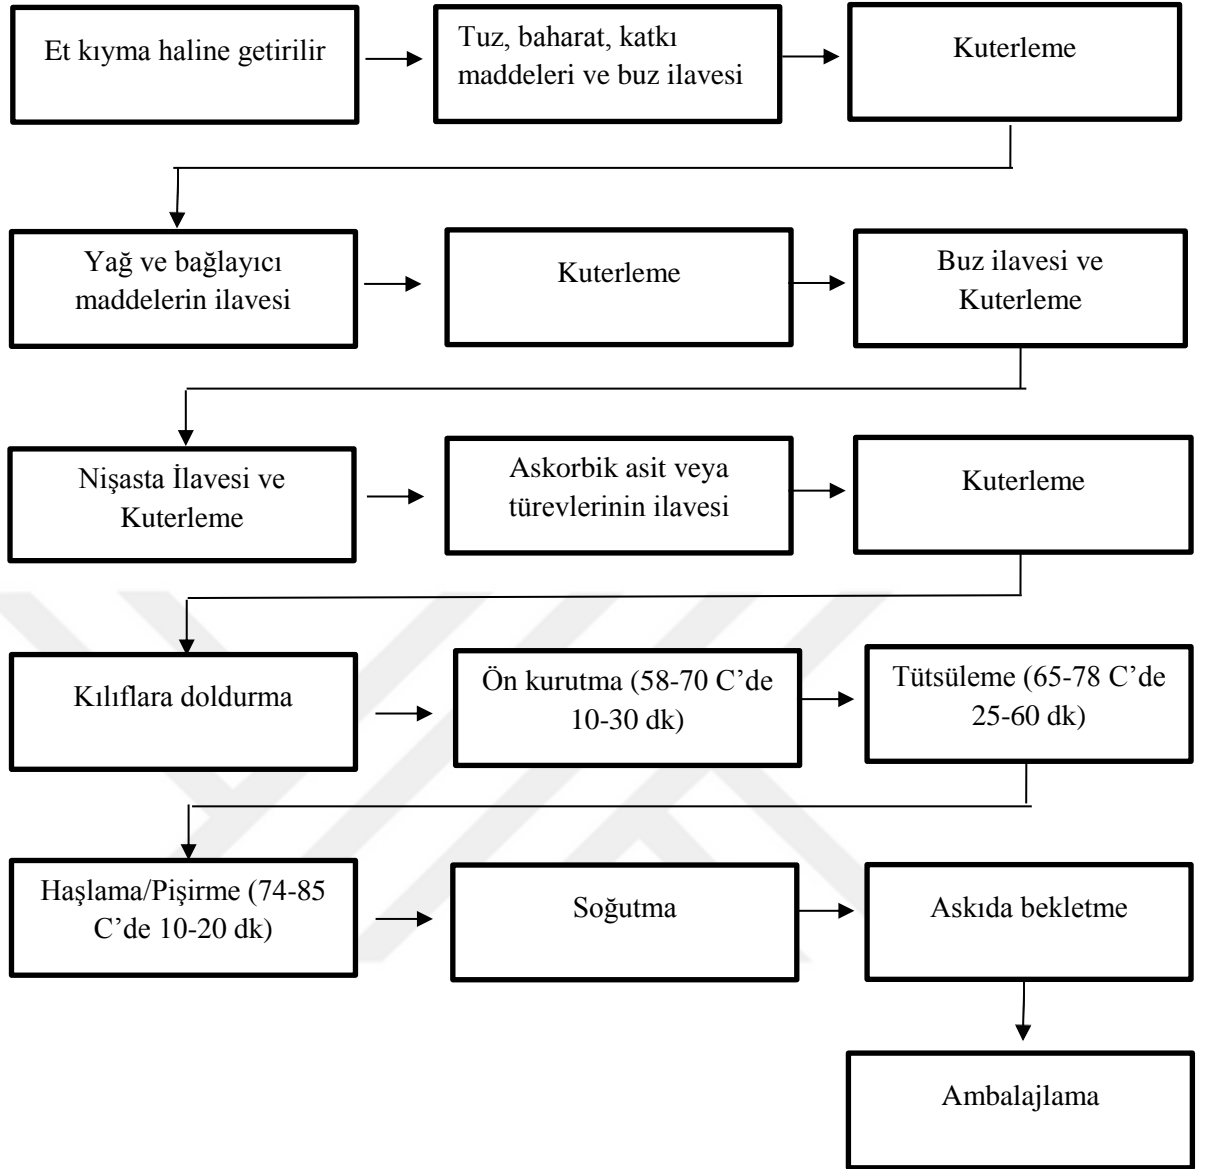 Et kıyma haline getirilir
Tuz, baharat, katkı
maddeleri ve buz ilavesi
Kuterleme
Yağ ve bağlayıcı
maddelerin ilavesi
Kuterleme
Buz ilavesi ve
Kuterleme
Nişasta İlavesi ve
Kuterleme
Askorbik asit veya
türevlerinin ilavesi
Kuterleme
Kılıflara doldurma
Ön kurutma (58-70 C’de
10-30 dk)
Tütsüleme (65-78 C’de
25-60 dk)
Haşlama/Pişirme (74-85
C’de 10-20 dk)
Soğutma
Askıda bekletme
Ambalajlama